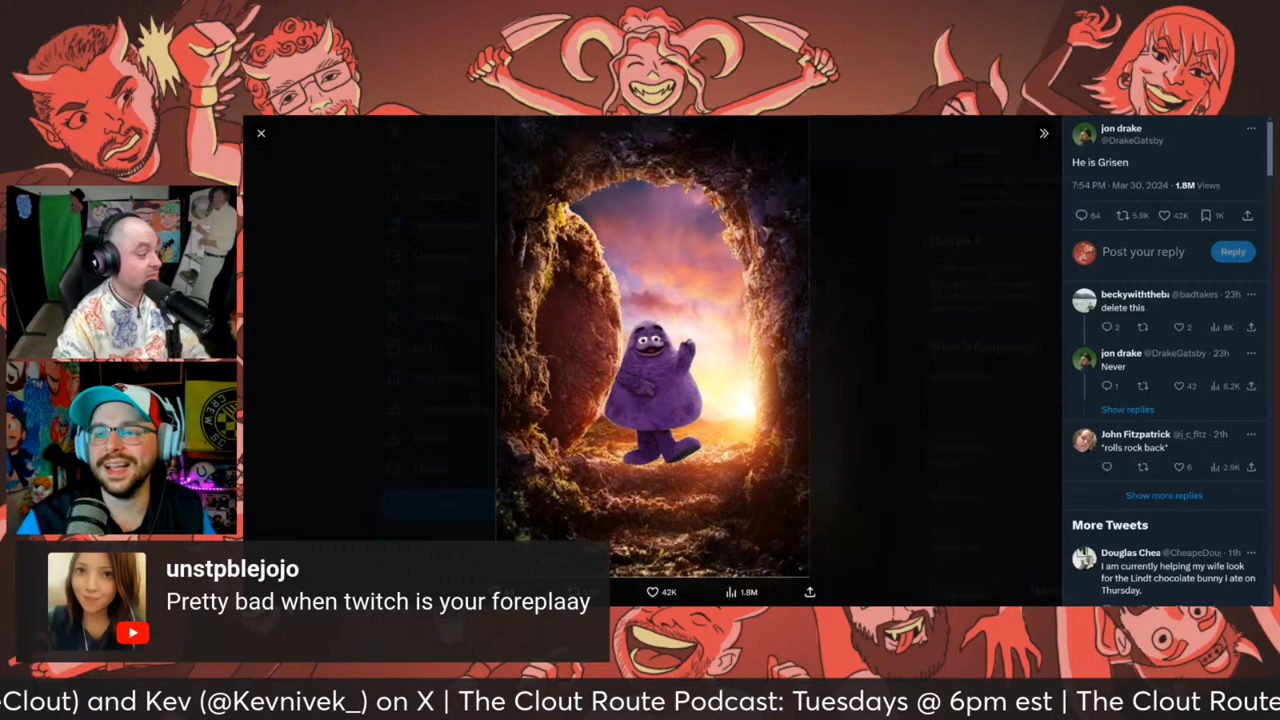 jon drake
@DrakeGatsby
He is Grisen
7:54 PM · Mar 30, 2024 · 1.8M Views
64 5.9K 42K 1K
Post your reply Reply
beckywiththeba @badtakes · 23h
delete this
2 2 8K
jon drake @DrakeGatsby · 23h
Never
1 42 6.2K
Show replies
John Fitzpatrick @j_c_fitz · 21h
*rolls rock back*
6 2.9K
Show more replies
More Tweets
Douglas Chea @CheapeDou · 11h
I am currently helping my wife look
for the Lindt chocolate bunny I ate on
Thursday.
42K 1.8M
CREW SC
unstpblejojo
Pretty bad when twitch is your foreplaay
-Clout) and Kev (@Kevnivek_) on X | The Clout Route Podcast: Tuesdays @ 6pm est | The Clout Route